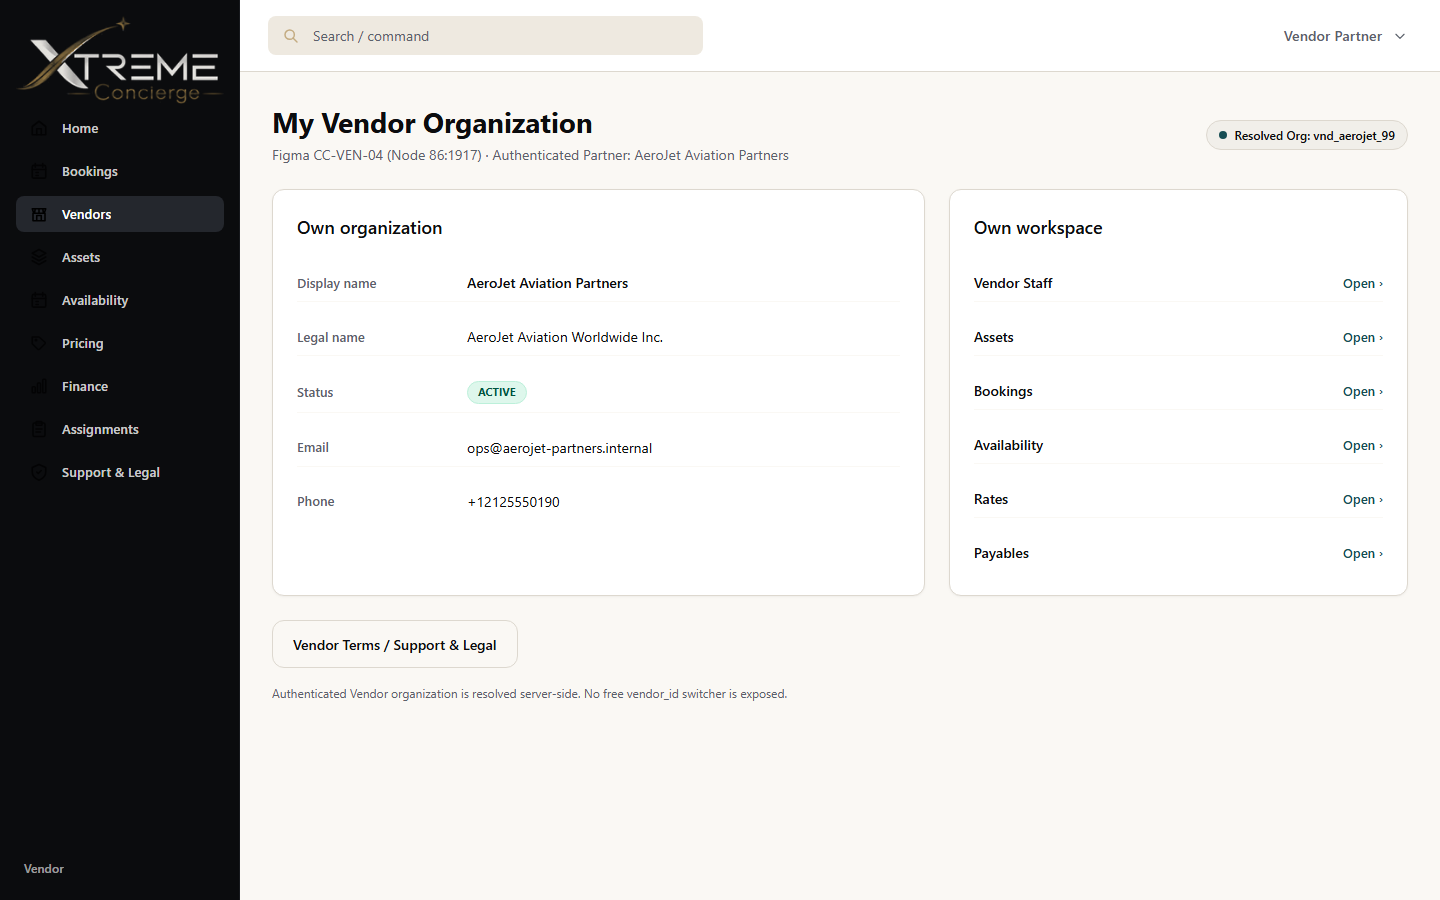 XTREME
Concierge
Home
Bookings
Vendors
Assets
Availability
Pricing
Finance
Assignments
Support & Legal
Vendor
Search / command
Vendor Partner
My Vendor Organization
Figma CC-VEN-04 (Node 86:1917) · Authenticated Partner: AeroJet Aviation Partners
Resolved Org: vnd_aerojet_99
Own organization
Display name AeroJet Aviation Partners
Legal name AeroJet Aviation Worldwide Inc.
Status ACTIVE
Email ops@aerojet-partners.internal
Phone +12125550190
Own workspace
Vendor Staff Open ›
Assets Open ›
Bookings Open ›
Availability Open ›
Rates Open ›
Payables Open ›
Vendor Terms / Support & Legal
Authenticated Vendor organization is resolved server-side. No free vendor_id switcher is exposed.